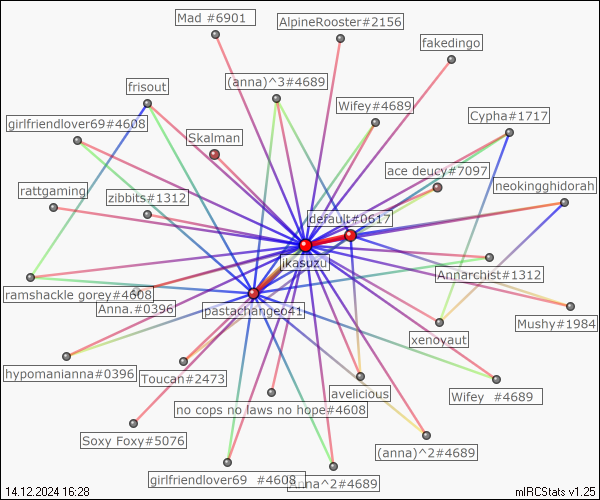 Mad #6901
AlpineRooster#2156
fakedingo
(anna)^3#4689
frisout
Wifey#4689
Cypha#1717
girlfriendlover69#4608
Skalman
ace deucy#7097
neokingghidorah
rattgaming
zibbits#1312
default#0617
jikasuzu
Annarchist#1312
ramshackle gorey#4608
Anna.#0396
pastachange641
Mushy#1984
xenoyaut
hypomanianna#0396
Toucan#2473
avelicious
Wifey #4689
no cops no laws no hope#4608
Soxy Foxy#5076
(anna)^2#4689
girlfriendlover69 #4608
Anna^2#4689
14.12.2024 16:28
mIRCStats v1.25